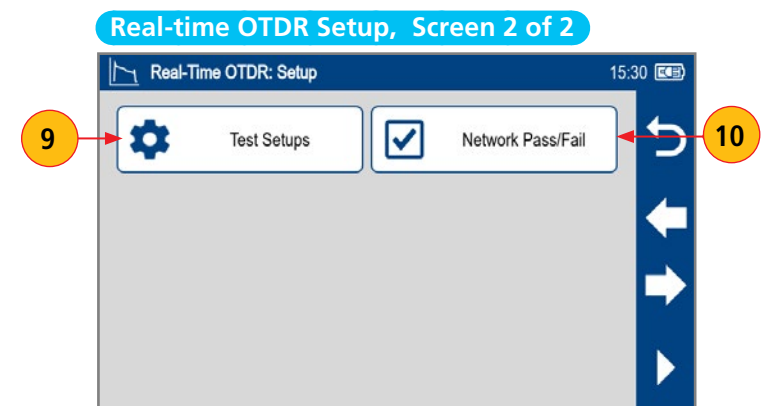 Real-time OTDR Setup, Screen 2 of 2
Real-Time OTDR: Setup 15:30
9 Test Setups Network Pass/Fail 10